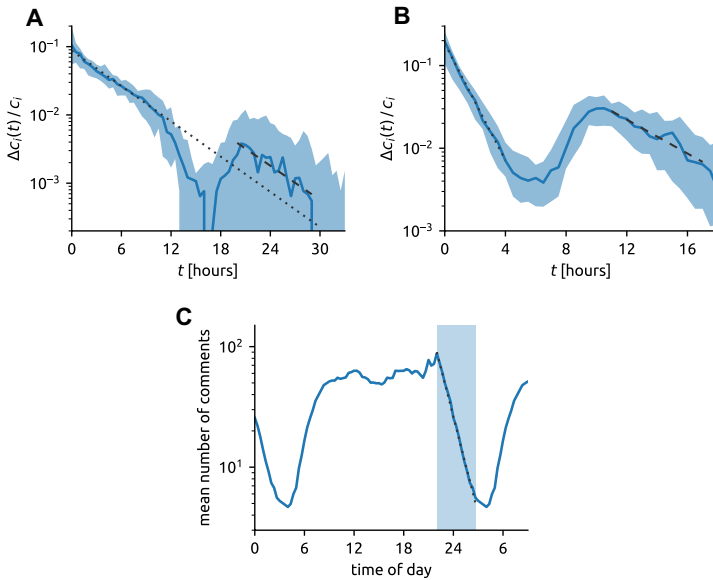 A
Δcᵢ(t) / cᵢ
10⁻¹
10⁻²
10⁻³
0 6 12 18 24 30
t [hours]
B
Δcᵢ(t) / cᵢ
10⁻¹
10⁻²
10⁻³
0 4 8 12 16
t [hours]
C
mean number of comments
10²
10¹
0 6 12 18 24 6
time of day